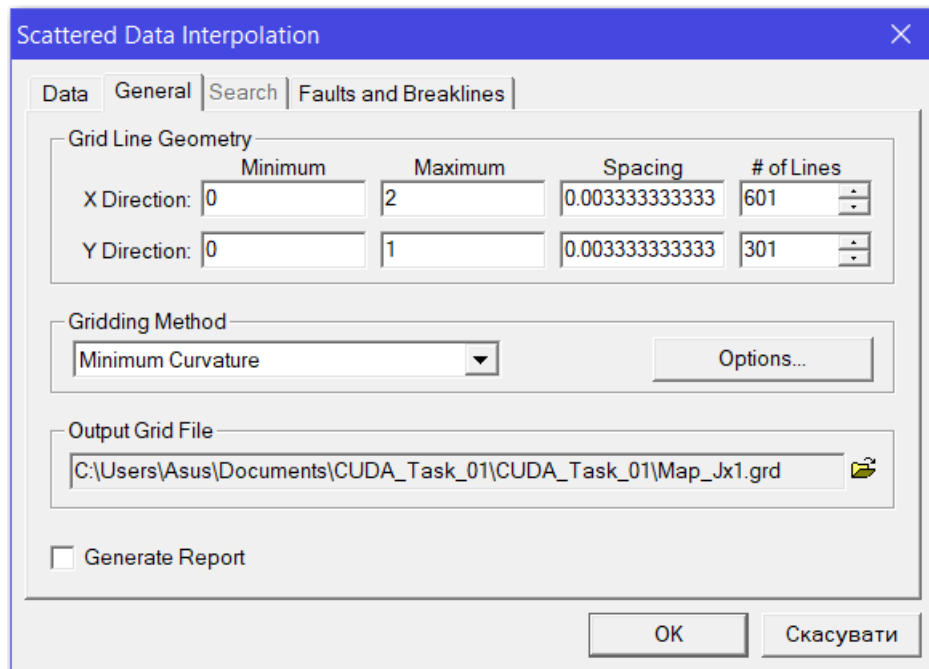 Scattered Data Interpolation
Data General Search Faults and Breaklines
Grid Line Geometry
Minimum Maximum Spacing # of Lines
X Direction: 0 2 0.003333333333 601
Y Direction: 0 1 0.003333333333 301
Gridding Method
Minimum Curvature Options...
Output Grid File
C:\Users\Asus\Documents\CUDA_Task_01\CUDA_Task_01\Map_Jx1.grd
Generate Report
OK Скасувати